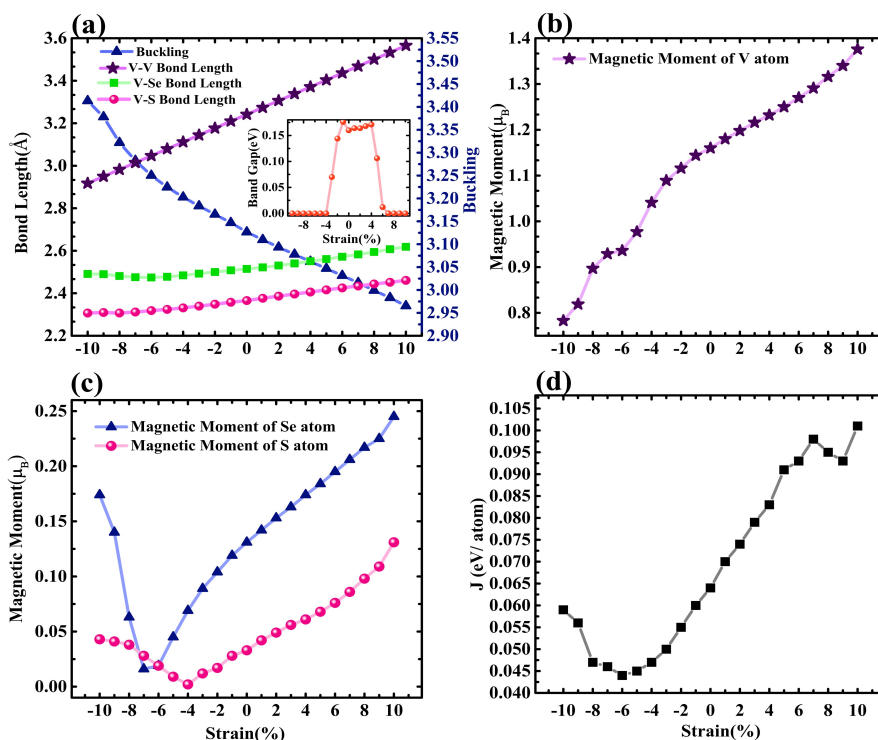 (a)
Buckling
V-V Bond Length
V-Se Bond Length
V-S Bond Length
3.6
3.4
3.2
3.0
2.8
2.6
2.4
2.2
Bond Length(Å)
3.55
3.50
3.45
3.40
3.35
3.30
3.25
3.20
3.15
3.10
3.05
3.00
2.95
2.90
Buckling
0.15
0.10
0.05
0.00
Band Gap(eV)
-8 -4 0 4 8
Strain(%)
-10 -8 -6 -4 -2 0 2 4 6 8 10
(b)
Magnetic Moment of V atom
1.4
1.3
1.2
1.1
1.0
0.9
0.8
Magnetic Moment(μB)
-10 -8 -6 -4 -2 0 2 4 6 8 10
(c)
Magnetic Moment of Se atom
Magnetic Moment of S atom
0.25
0.20
0.15
0.10
0.05
0.00
Magnetic Moment(μB)
-10 -8 -6 -4 -2 0 2 4 6 8 10
Strain(%)
(d)
0.105
0.100
0.095
0.090
0.085
0.080
0.075
0.070
0.065
0.060
0.055
0.050
0.045
0.040
J (eV/ atom)
-10 -8 -6 -4 -2 0 2 4 6 8 10
Strain(%)